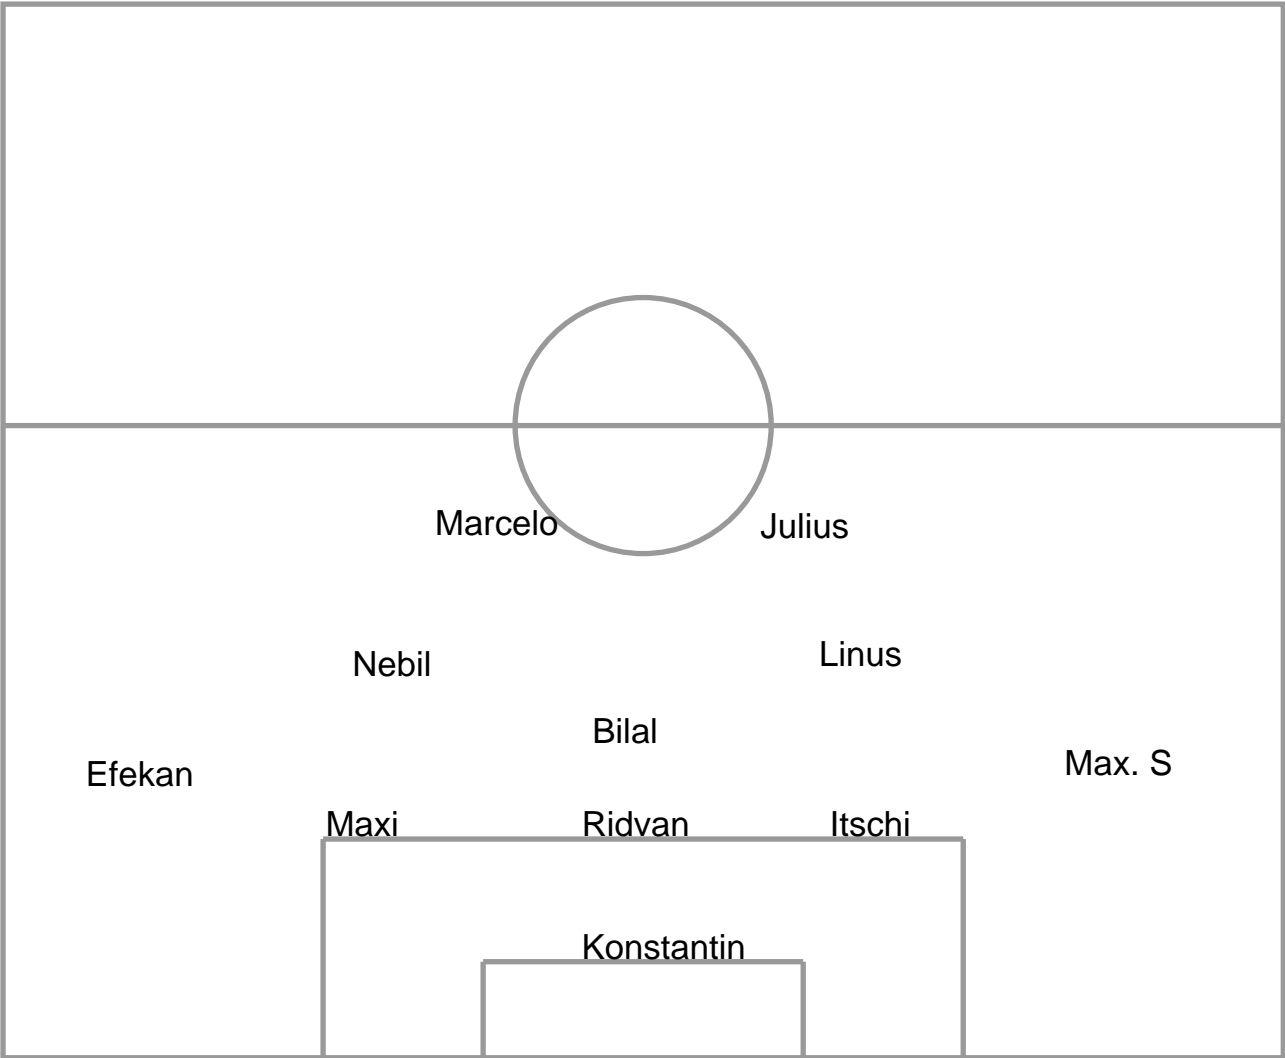 Marcelo
Julius
Nebil
Linus
Bilal
Efekan
Max. S
Maxi
Ridvan
Itschi
Konstantin